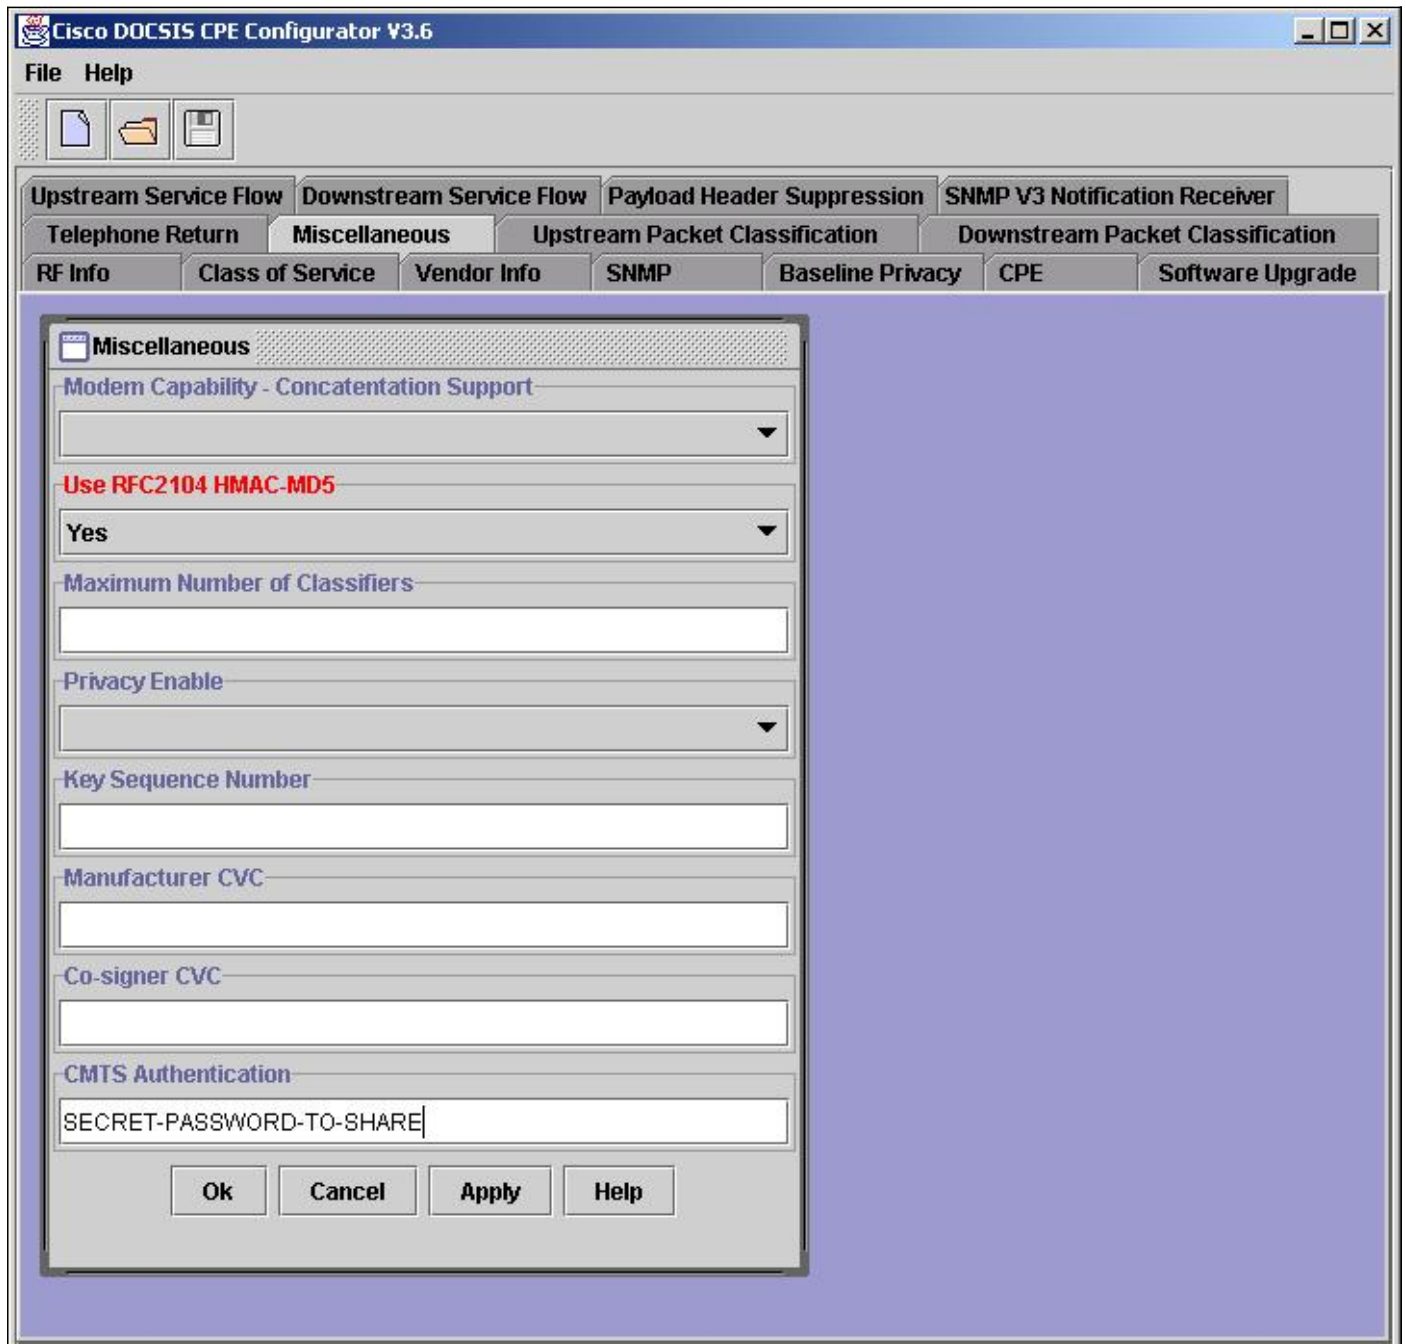 Cisco DOCSIS CPE Configurator V3.6
File Help
Upstream Service Flow Downstream Service Flow Payload Header Suppression SNMP V3 Notification Receiver
Telephone Return Miscellaneous Upstream Packet Classification Downstream Packet Classification
RF Info Class of Service Vendor Info SNMP Baseline Privacy CPE Software Upgrade
Miscellaneous
Modem Capability - Concatentation Support
Use RFC2104 HMAC-MD5
Yes
Maximum Number of Classifiers
Privacy Enable
Key Sequence Number
Manufacturer CVC
Co-signer CVC
CMTS Authentication
SECRET-PASSWORD-TO-SHARE
Ok Cancel Apply Help